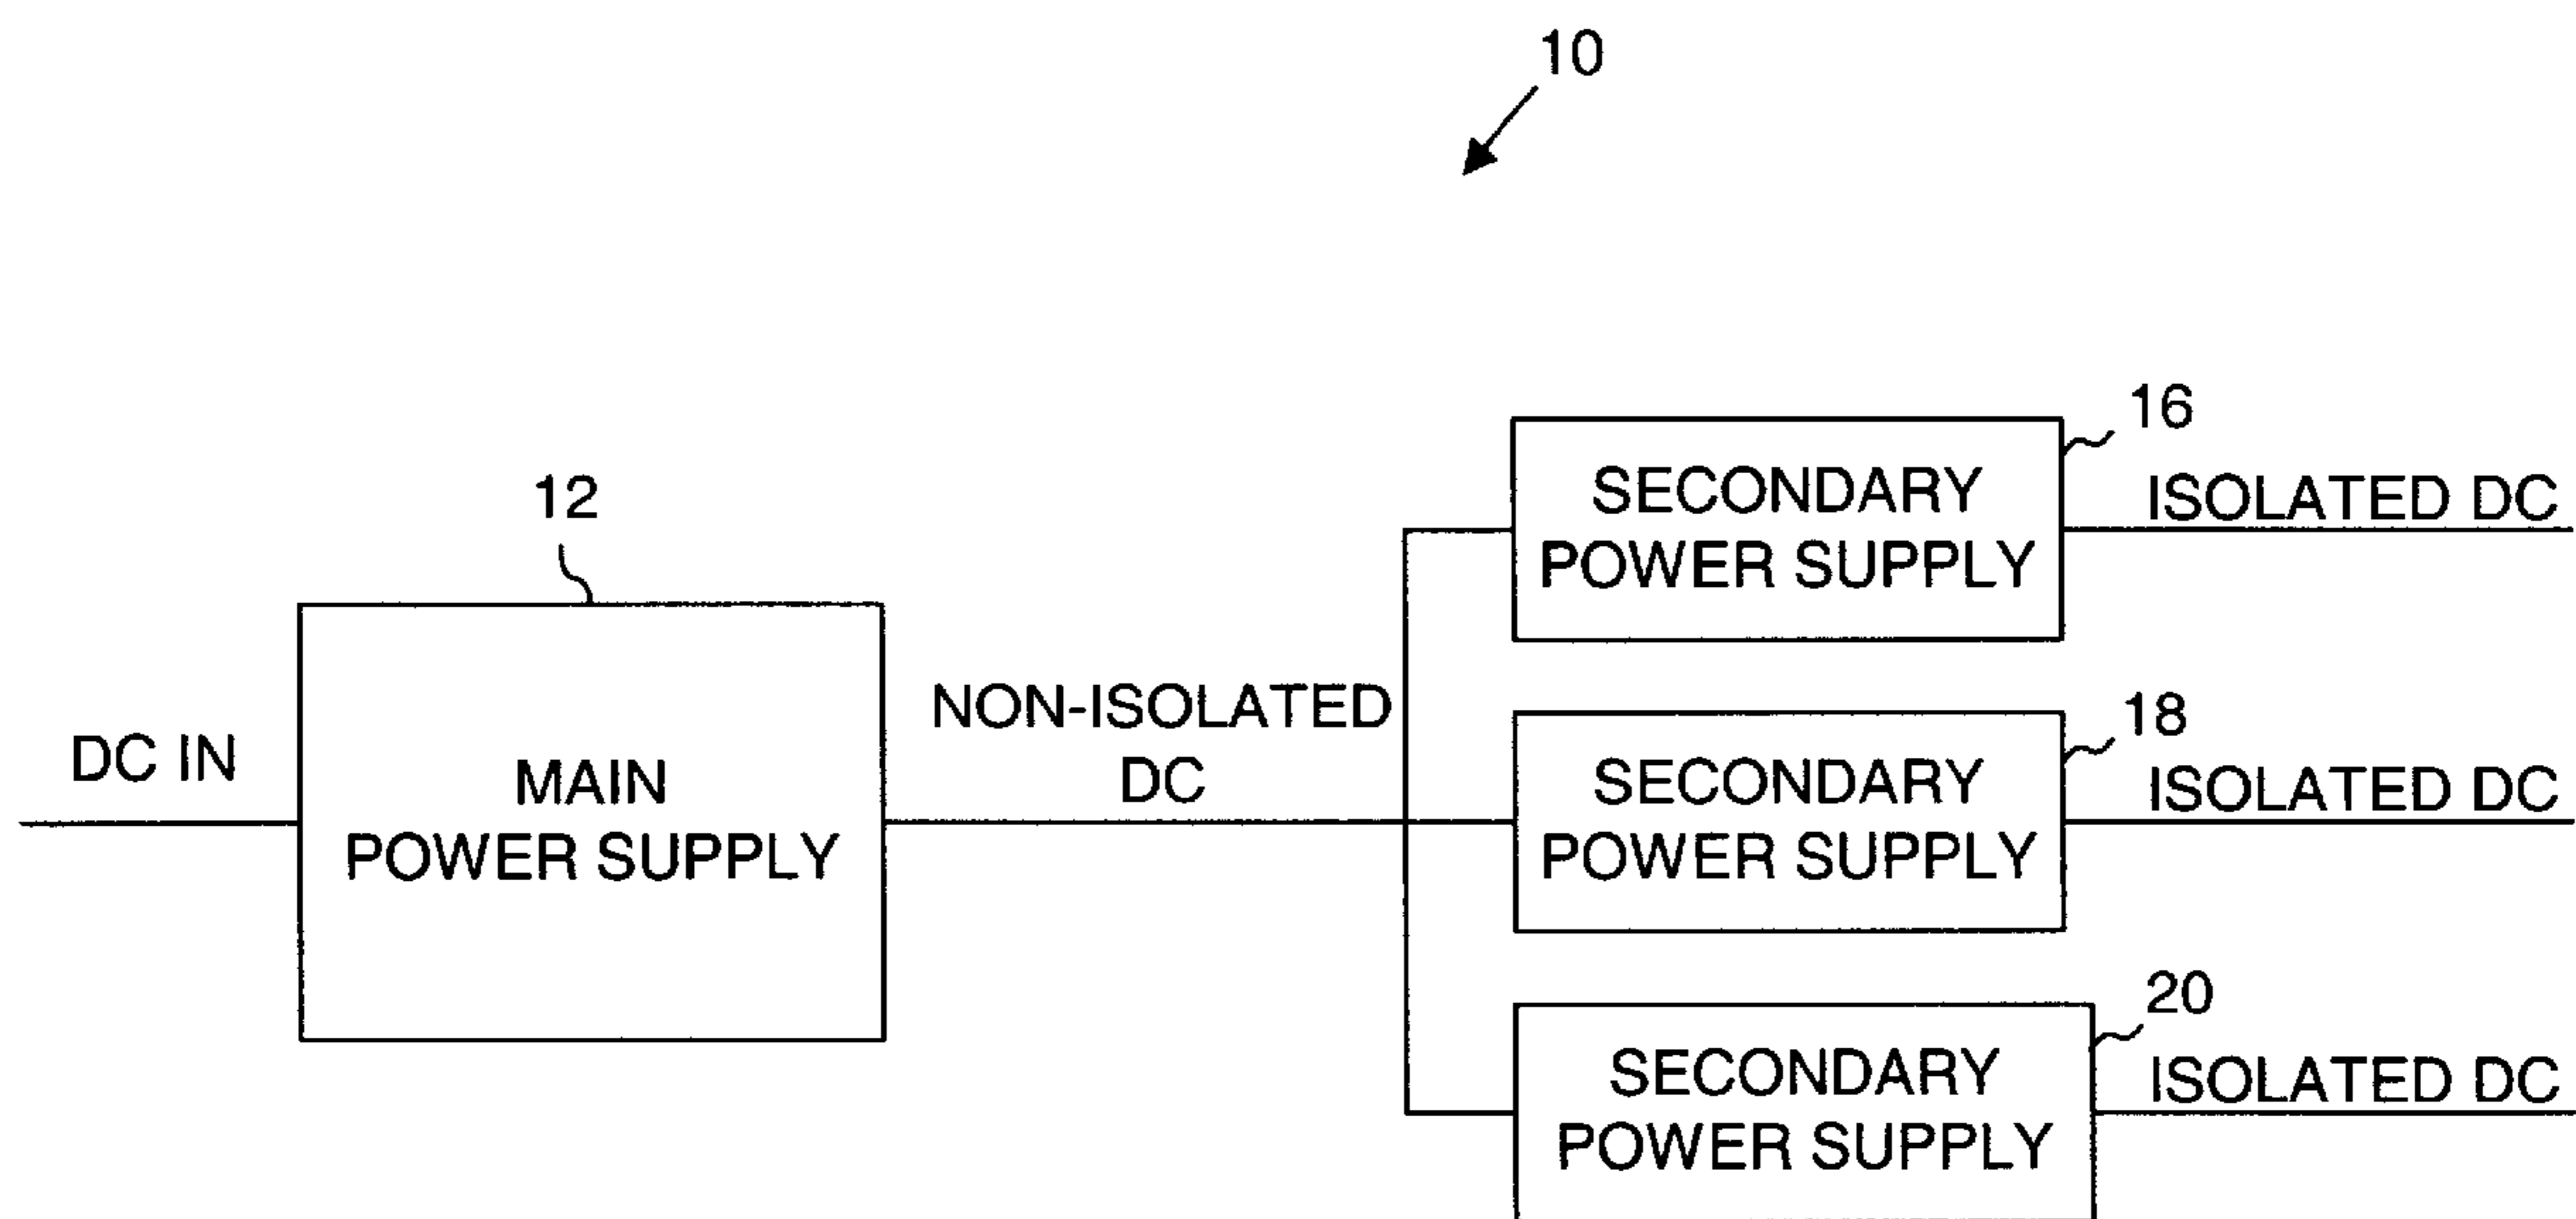 10
16
SECONDARY
POWER SUPPLY
ISOLATED DC
12
DC IN
MAIN
POWER SUPPLY
NON-ISOLATED
DC
18
SECONDARY
POWER SUPPLY
ISOLATED DC
20
SECONDARY
POWER SUPPLY
ISOLATED DC